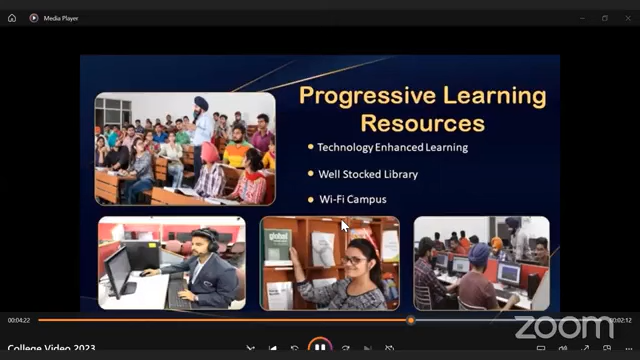 Media Player
Progressive Learning
Resources
Technology Enhanced Learning
Well Stocked Library
Wi-Fi Campus
global
00:04:22
00:02:12
zoom
College Video 2023